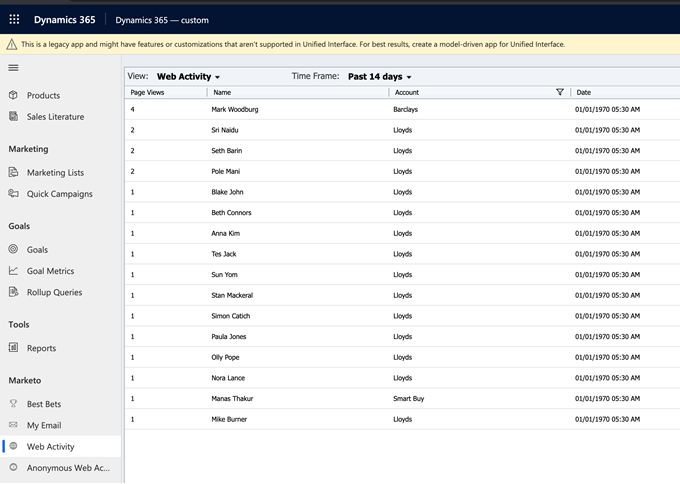 Dynamics 365 Dynamics 365 — custom
This is a legacy app and might have features or customizations that aren't supported in Unified Interface. For best results, create a model-driven app for Unified Interface.
Products
Sales Literature
Marketing
Marketing Lists
Quick Campaigns
Goals
Goals
Goal Metrics
Rollup Queries
Tools
Reports
Marketo
Best Bets
My Email
Web Activity
Anonymous Web Ac...
View: Web Activity Time Frame: Past 14 days
Page Views Name Account Date
4 Mark Woodburg Barclays 01/01/1970 05:30 AM
2 Sri Naidu Lloyds 01/01/1970 05:30 AM
2 Seth Barin Lloyds 01/01/1970 05:30 AM
2 Pole Mani Lloyds 01/01/1970 05:30 AM
1 Blake John Lloyds 01/01/1970 05:30 AM
1 Beth Connors Lloyds 01/01/1970 05:30 AM
1 Anna Kim Lloyds 01/01/1970 05:30 AM
1 Tes Jack Lloyds 01/01/1970 05:30 AM
1 Sun Yom Lloyds 01/01/1970 05:30 AM
1 Stan Mackeral Lloyds 01/01/1970 05:30 AM
1 Simon Catich Lloyds 01/01/1970 05:30 AM
1 Paula Jones Lloyds 01/01/1970 05:30 AM
1 Olly Pope Lloyds 01/01/1970 05:30 AM
1 Nora Lance Lloyds 01/01/1970 05:30 AM
1 Manas Thakur Smart Buy 01/01/1970 05:30 AM
1 Mike Burner Lloyds 01/01/1970 05:30 AM